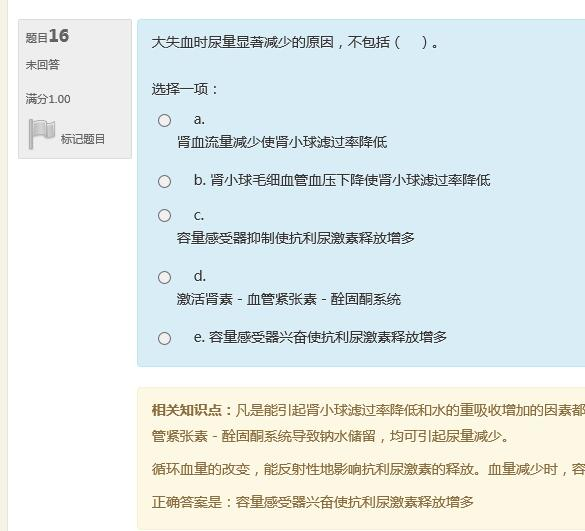 题目16
未回答
满分1.00
标记题目
大失血时尿量显著减少的原因，不包括（　）。
选择一项：
a.
肾血流量减少使肾小球滤过率降低
b. 肾小球毛细血管血压下降使肾小球滤过率降低
c.
容量感受器抑制使抗利尿激素释放增多
d.
激活肾素 - 血管紧张素 - 醛固酮系统
e. 容量感受器兴奋使抗利尿激素释放增多
相关知识点：凡是能引起肾小球滤过率降低和水的重吸收增加的因素都
管紧张素 - 醛固酮系统导致钠水储留，均可引起尿量减少。
循环血量的改变，能反射性地影响抗利尿激素的释放。血量减少时，容
正确答案是：容量感受器兴奋使抗利尿激素释放增多